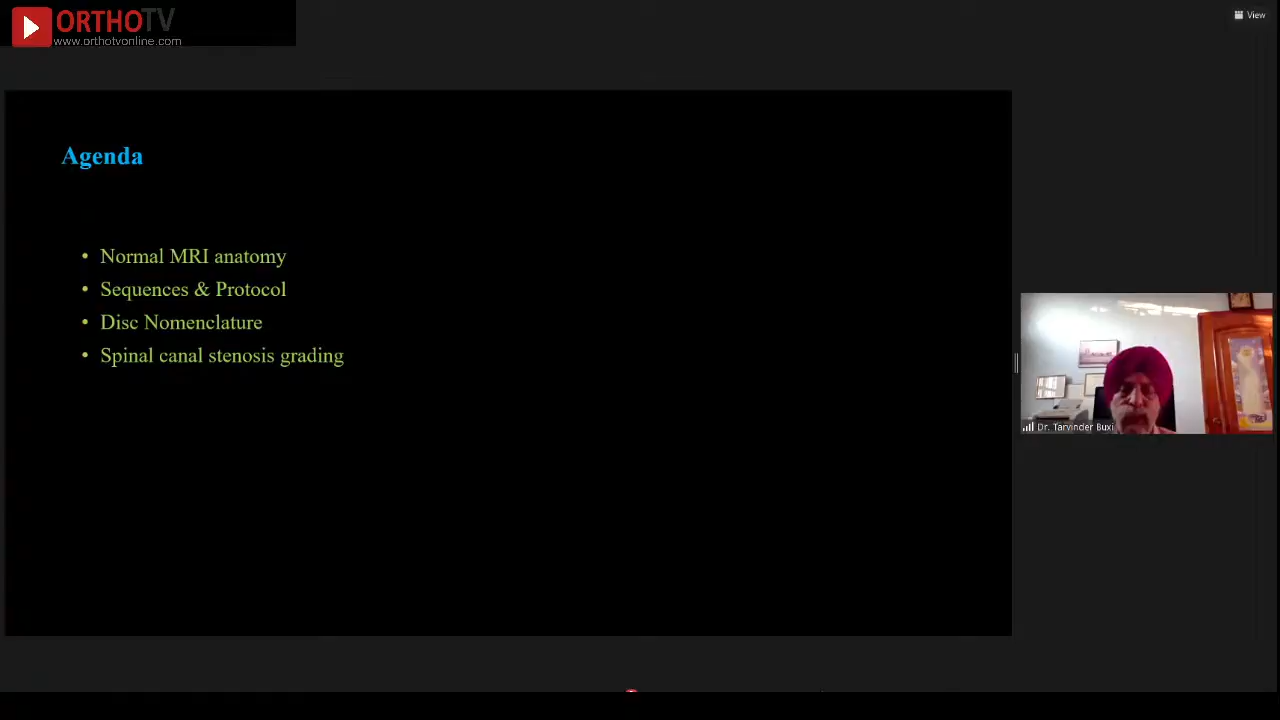 ORTHOTV
www.orthotvonline.com
View
Agenda
• Normal MRI anatomy
• Sequences & Protocol
• Disc Nomenclature
• Spinal canal stenosis grading
Dr. Tarvinder Buxi